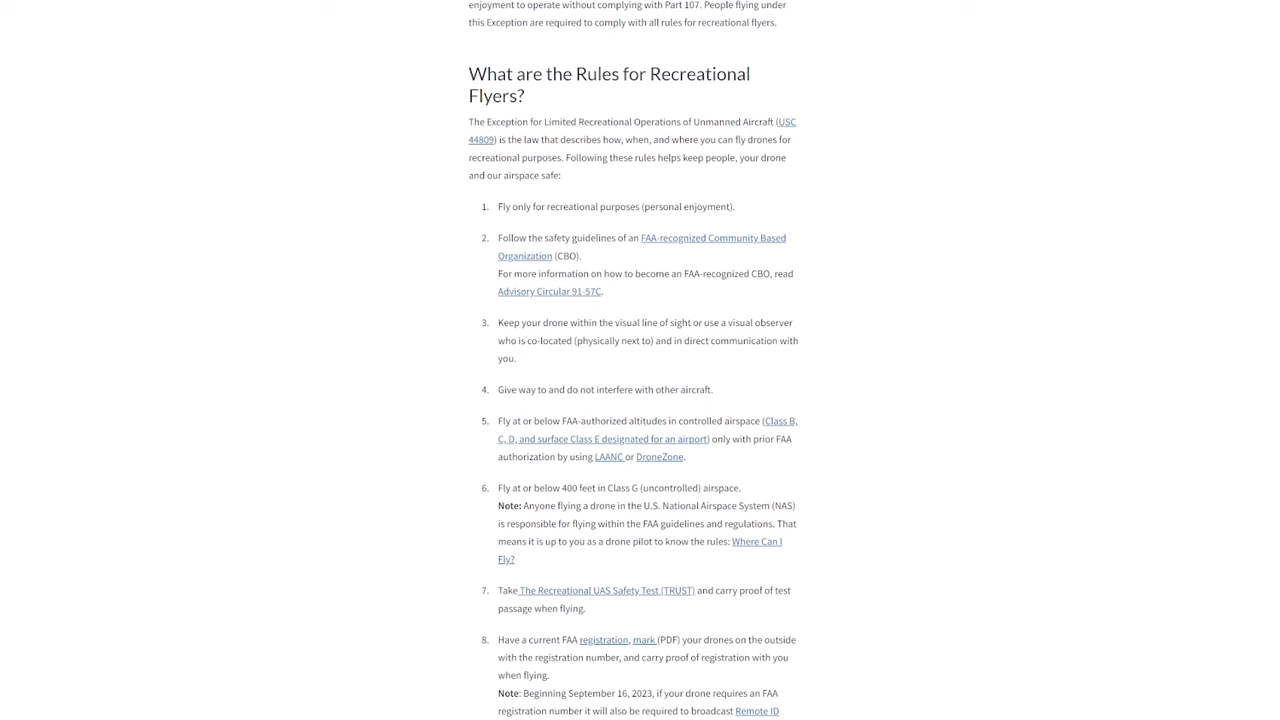 enjoyment to operate without complying with Part 107. People flying under
this Exception are required to comply with all rules for recreational flyers.
What are the Rules for Recreational
Flyers?
The Exception for Limited Recreational Operations of Unmanned Aircraft (USC
44809) is the law that describes how, when, and where you can fly drones for
recreational purposes. Following these rules helps keep people, your drone
and our airspace safe:
1. Fly only for recreational purposes (personal enjoyment).
2. Follow the safety guidelines of an FAA-recognized Community Based
Organization (CBO).
For more information on how to become an FAA-recognized CBO, read
Advisory Circular 91-57C.
3. Keep your drone within the visual line of sight or use a visual observer
who is co-located (physically next to) and in direct communication with
you.
4. Give way to and do not interfere with other aircraft.
5. Fly at or below FAA-authorized altitudes in controlled airspace (Class B,
C, D, and surface Class E designated for an airport) only with prior FAA
authorization by using LAANC or DroneZone.
6. Fly at or below 400 feet in Class G (uncontrolled) airspace.
Note: Anyone flying a drone in the U.S. National Airspace System (NAS)
is responsible for flying within the FAA guidelines and regulations. That
means it is up to you as a drone pilot to know the rules: Where Can I
Fly?
7. Take The Recreational UAS Safety Test (TRUST) and carry proof of test
passage when flying.
8. Have a current FAA registration, mark (PDF) your drones on the outside
with the registration number, and carry proof of registration with you
when flying.
Note: Beginning September 16, 2023, if your drone requires an FAA
registration number it will also be required to broadcast Remote ID